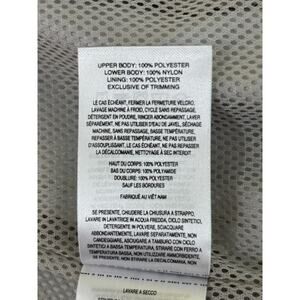 UPPER BODY: 100% POLYESTER
LOWER BODY: 100% NYLON
LINING: 100% POLYESTER
EXCLUSIVE OF TRIMMING
LE CAS ÉCHÉANT, FERMER LA FERMETURE VELCRO.
LAVAGE MACHINE À FROID, CYCLE SANS REPASSAGE,
DÉTERGENT EN POUDRE, RINCER ABONDAMMENT, LAVER
SÉPARÉMENT, NE PAS UTILISER D'EAU DE JAVEL, SÉCHAGE
MACHINE, SANS REPASSAGE, BASSE TEMPÉRATURE,
REPASSER À BASSE TEMPÉRATURE, NE PAS UTILISER
D'ASSOUPLISSANT, LE CAS ÉCHÉANT NE PAS REPASSER
LA DÉCALCOMANIE, NETTOYAGE À SEC INTERDIT
HAUT DU CORPS: 100% POLYESTER
BAS DU CORPS: 100% POLYAMIDE
DOUBLURE: 100% POLYESTER
SAUF LES BORDURES
FABRIQUÉ AU VIÊT NAM
SE PRESENTE, CHIUDERE LA CHIUSURA A STRAPPO,
LAVARE IN LAVATRICE IN ACQUA FREDDA, CICLO SINTETICI,
DETERGENTE IN POLVERE, SCIACQUARE
ABBONDANTEMENTE, LAVARE SEPARATAMENTE, NON
CANDEGGIARE, ASCIUGARE A TAMBURO CON CICLO
SINTETICI A BASSA TEMPERATURA, STIRARE CON FERRO A
TEMPERATURA BASSA, NON UTILIZZARE AMMORBIDENTE,
SE PRESENTE NON STIRARE LA DECALCOMANIA, NON
LAVARE A SECCO